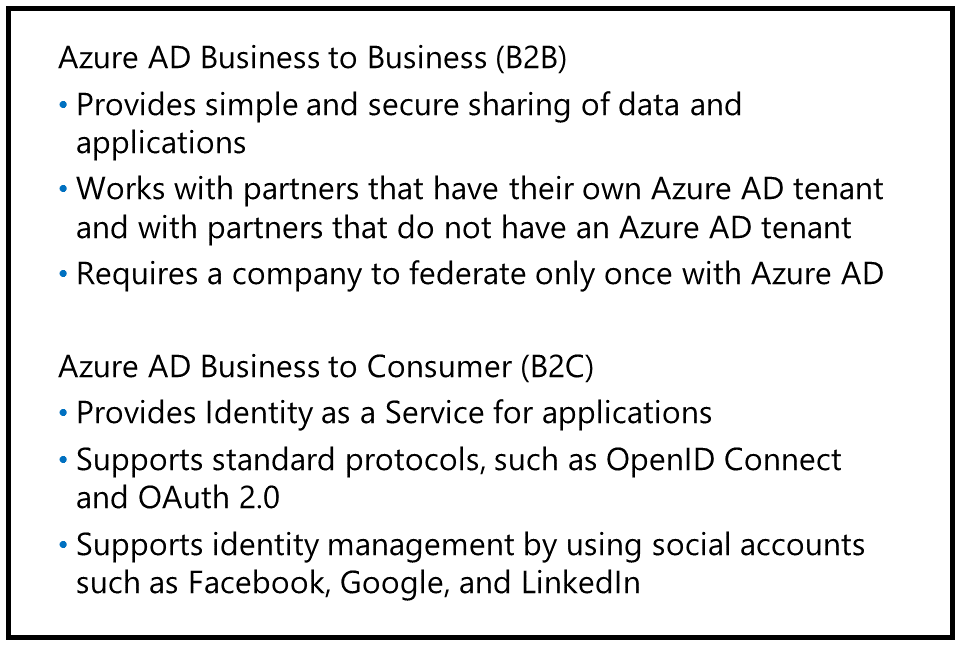 Azure AD Business to Business (B2B)
• Provides simple and secure sharing of data and
applications
• Works with partners that have their own Azure AD tenant
and with partners that do not have an Azure AD tenant
• Requires a company to federate only once with Azure AD
Azure AD Business to Consumer (B2C)
• Provides Identity as a Service for applications
• Supports standard protocols, such as OpenID Connect
and OAuth 2.0
• Supports identity management by using social accounts
such as Facebook, Google, and LinkedIn